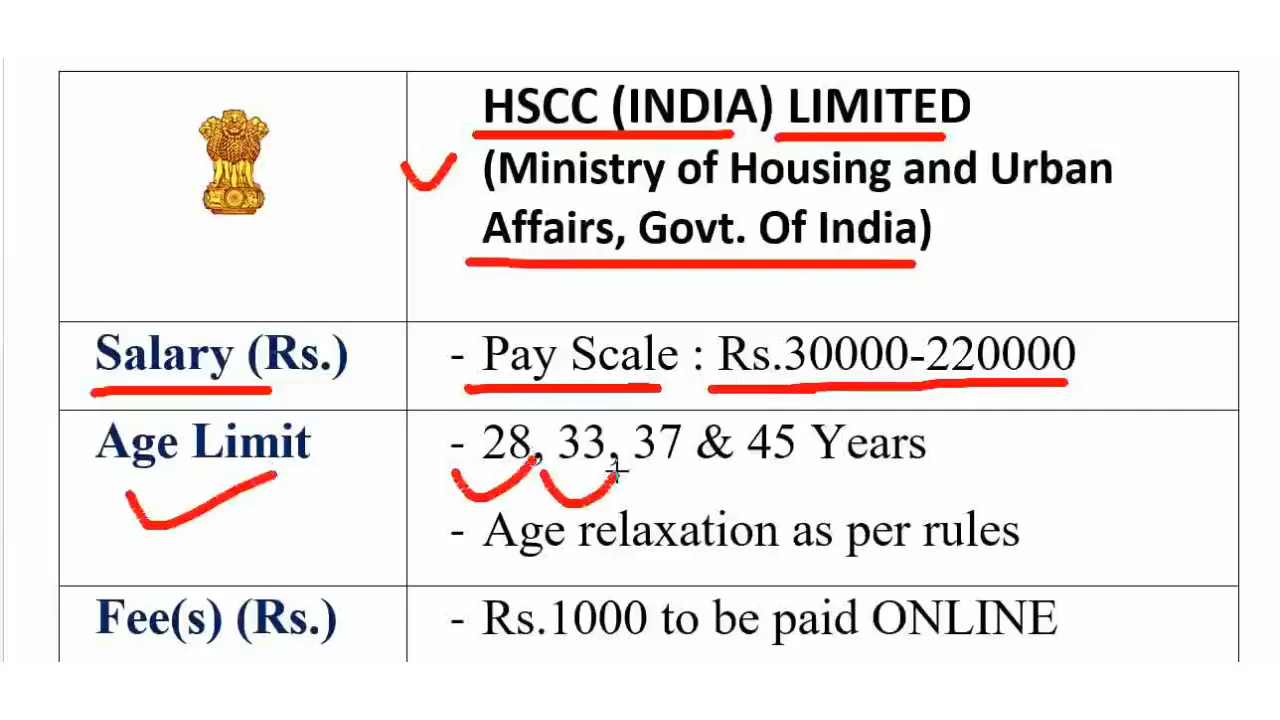 HSCC (INDIA) LIMITED
(Ministry of Housing and Urban
Affairs, Govt. Of India)
Salary (Rs.) - Pay Scale : Rs.30000-220000
Age Limit - 28, 33, 37 & 45 Years
- Age relaxation as per rules
Fee(s) (Rs.) - Rs.1000 to be paid ONLINE